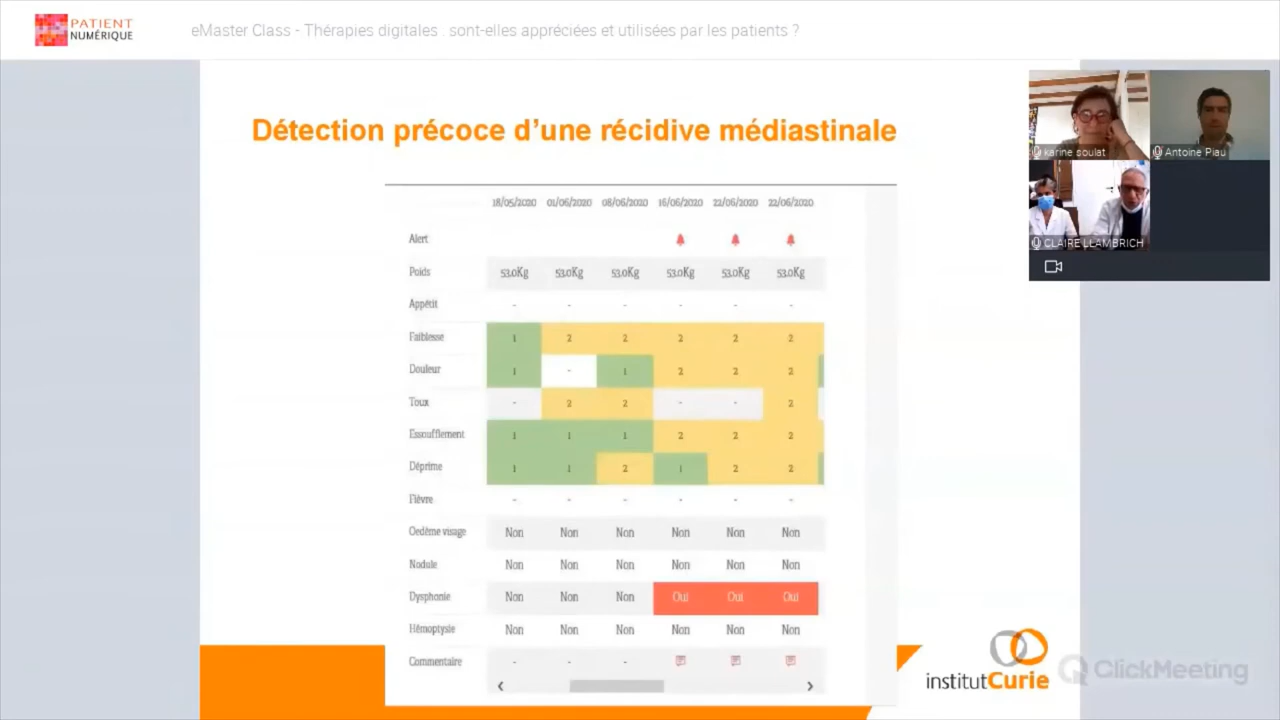 PATIENT
NUMÉRIQUE
eMaster Class - Thérapies digitales : sont-elles appréciées et utilisées par les patients ?
karine soulat
Antoine Piau
CLAIRE LLAMBRICH
Détection précoce d'une récidive médiastinale
18/05/2020 01/06/2020 08/06/2020 16/06/2020 22/06/2020 22/06/2020
Alert
Poids 53.0Kg 53.0Kg 53.0Kg 53.0Kg 53.0Kg 53.0Kg
Appétit - - - - - -
Faiblesse 1 2 2 2 2 2
Douleur 1 - 1 2 2 2
Toux - 2 2 - - 2
Essoufflement 1 1 1 2 2 2
Déprime 1 1 2 1 2 2
Fièvre - - - - - -
Oedème visage Non Non Non Non Non Non
Nodule Non Non Non Non Non Non
Dysphonie Non Non Non Oui Oui Oui
Hémoptysie Non Non Non Non Non Non
Commentaire - - -
institutCurie
ClickMeeting